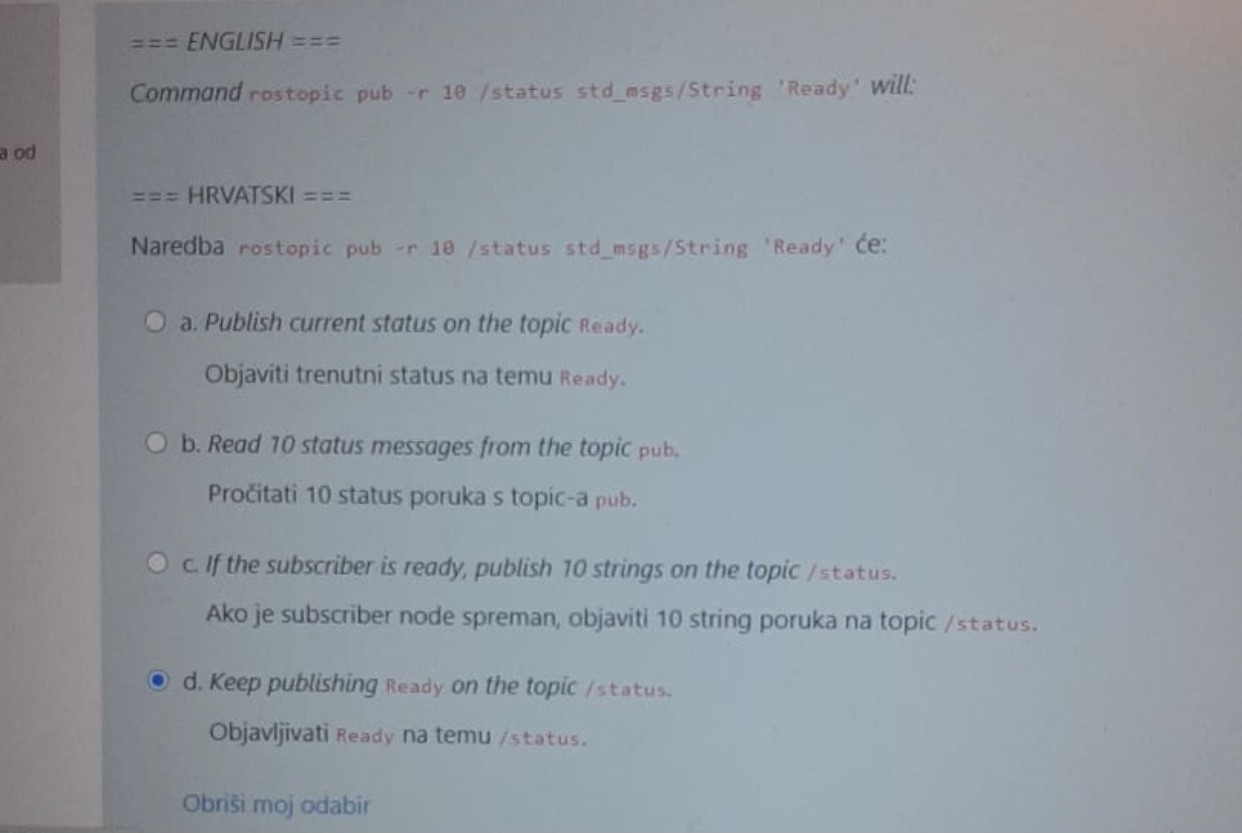 === ENGLISH ===
Command rostopic pub -r 10 /status std_msgs/String 'Ready' will:
a od
=== HRVATSKI ===
Naredba rostopic pub -r 10 /status std_msgs/String 'Ready' će:
a. Publish current status on the topic Ready.
Objaviti trenutni status na temu Ready.
b. Read 10 status messages from the topic pub.
Pročitati 10 status poruka s topic-a pub.
c. If the subscriber is ready, publish 10 strings on the topic /status.
Ako je subscriber node spreman, objaviti 10 string poruka na topic /status.
d. Keep publishing Ready on the topic /status.
Objavljivati Ready na temu /status.
Obriši moj odabir